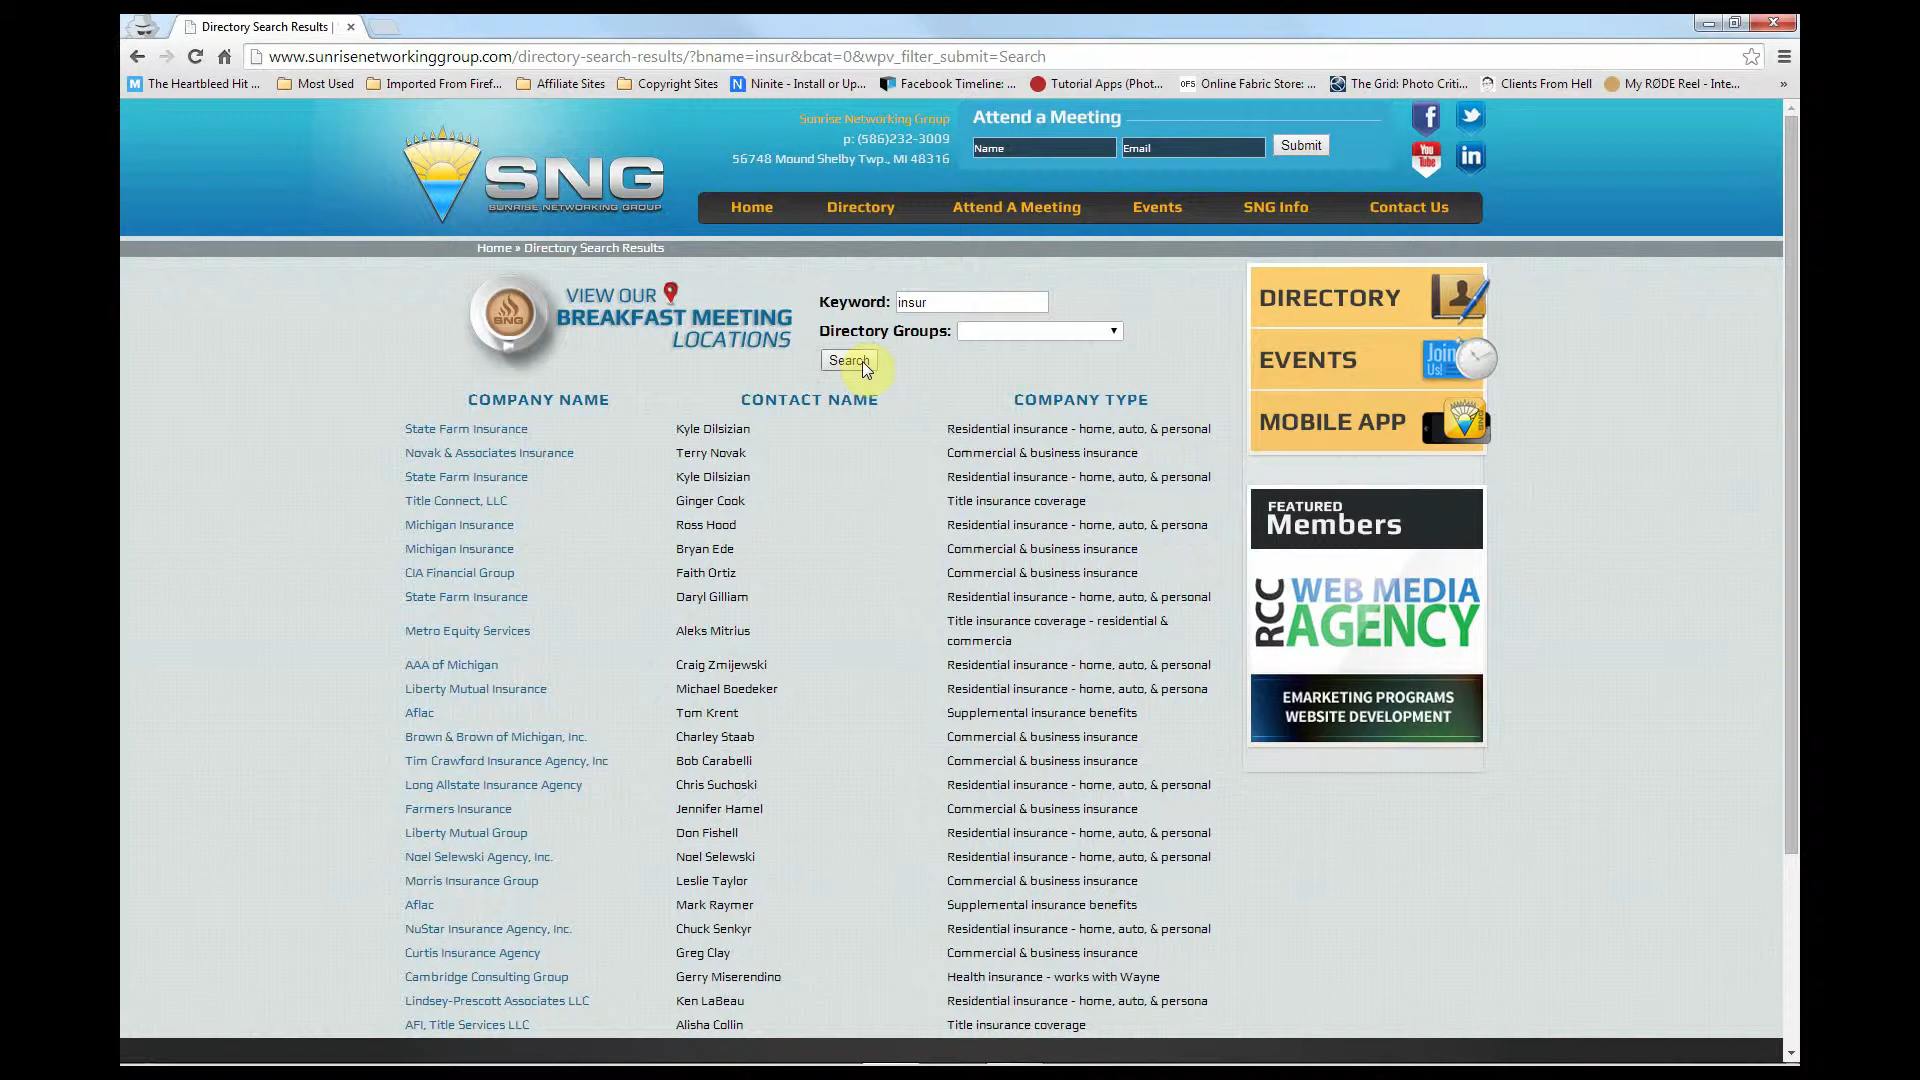 Directory Search Results |
www.sunrisenetworkinggroup.com/directory-search-results/?bname=insur&bcat=0&wpv_filter_submit=Search
The Heartbleed Hit ...
Most Used
Imported From Firef...
Affiliate Sites
Copyright Sites
Ninite - Install or Up...
Facebook Timeline: ...
Tutorial Apps (Phot...
OFS
Online Fabric Store: ...
The Grid: Photo Criti...
Clients From Hell
My RØDE Reel - Inte...
»
SNG
SUNRISE NETWORKING GROUP
Sunrise Networking Group
p: (586)232-3009
56748 Mound Shelby Twp., MI 48316
Attend a Meeting
Name
Email
Submit
You
Tube
Home
Directory
Attend A Meeting
Events
SNG Info
Contact Us
Home » Directory Search Results
SNG
VIEW OUR
BREAKFAST MEETING
LOCATIONS
Keyword: insur
Directory Groups:
Search
COMPANY NAME CONTACT NAME COMPANY TYPE
State Farm Insurance Kyle Dilsizian Residential insurance - home, auto, & personal
Novak & Associates Insurance Terry Novak Commercial & business insurance
State Farm Insurance Kyle Dilsizian Residential insurance - home, auto, & personal
Title Connect, LLC Ginger Cook Title insurance coverage
Michigan Insurance Ross Hood Residential insurance - home, auto, & persona
Michigan Insurance Bryan Ede Commercial & business insurance
CIA Financial Group Faith Ortiz Commercial & business insurance
State Farm Insurance Daryl Gilliam Residential insurance - home, auto, & personal
Metro Equity Services Aleks Mitrius Title insurance coverage - residential &
commercia
AAA of Michigan Craig Zmijewski Residential insurance - home, auto, & personal
Liberty Mutual Insurance Michael Boedeker Residential insurance - home, auto, & persona
Aflac Tom Krent Supplemental insurance benefits
Brown & Brown of Michigan, Inc. Charley Staab Commercial & business insurance
Tim Crawford Insurance Agency, Inc Bob Carabelli Commercial & business insurance
Long Allstate Insurance Agency Chris Suchoski Residential insurance - home, auto, & personal
Farmers Insurance Jennifer Hamel Commercial & business insurance
Liberty Mutual Group Don Fishell Residential insurance - home, auto, & personal
Noel Selewski Agency, Inc. Noel Selewski Residential insurance - home, auto, & personal
Morris Insurance Group Leslie Taylor Commercial & business insurance
Aflac Mark Raymer Supplemental insurance benefits
NuStar Insurance Agency, Inc. Chuck Senkyr Residential insurance - home, auto, & personal
Curtis Insurance Agency Greg Clay Commercial & business insurance
Cambridge Consulting Group Gerry Miserendino Health insurance - works with Wayne
Lindsey-Prescott Associates LLC Ken LaBeau Residential insurance - home, auto, & persona
AFI, Title Services LLC Alisha Collin Title insurance coverage
DIRECTORY
EVENTS
Join
Us!
MOBILE APP
FEATURED
Members
RCC WEB MEDIA
AGENCY
EMARKETING PROGRAMS
WEBSITE DEVELOPMENT